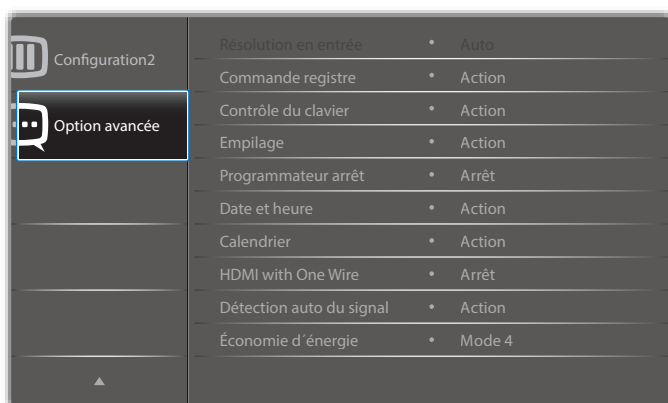 Configuration2
Option avancée
Résolution en entrée • Auto
Commande registre • Action
Contrôle du clavier • Action
Empilage • Action
Programmateur arrêt • Arrêt
Date et heure • Action
Calendrier • Action
HDMI with One Wire • Arrêt
Détection auto du signal • Action
Économie d´énergie • Mode 4